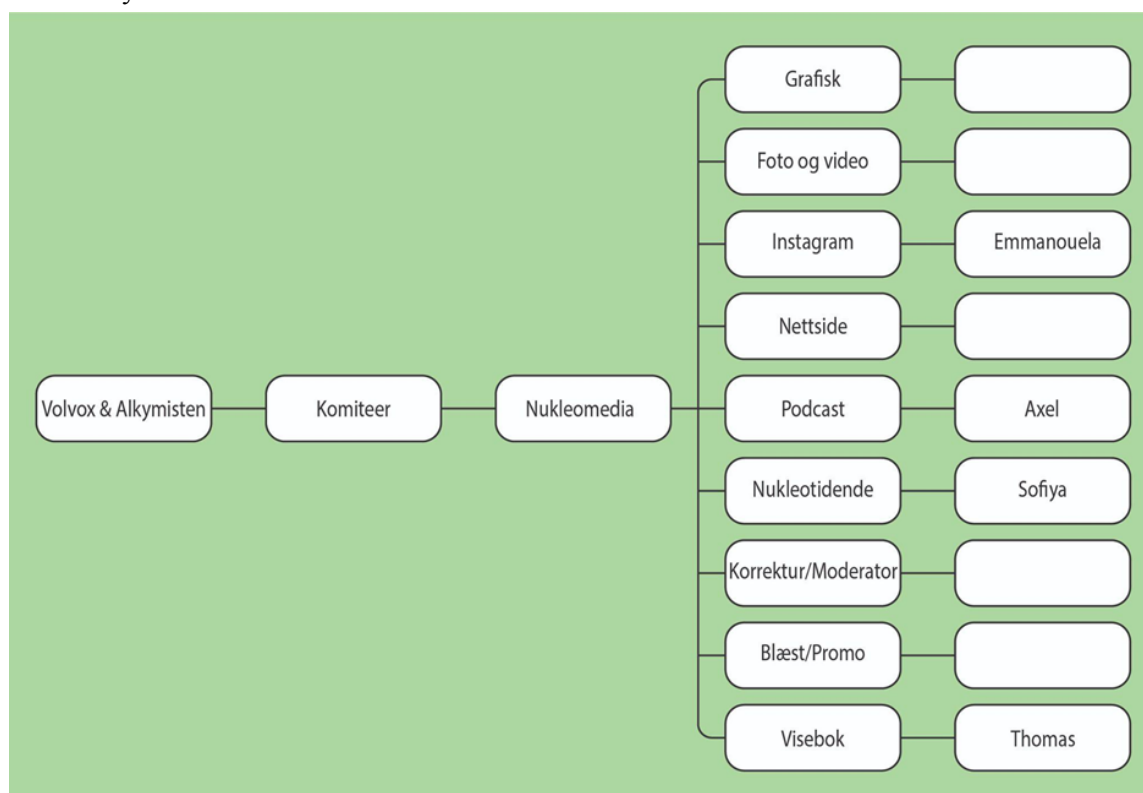 Grafisk
Foto og video
Instagram
Emmanouela
Nettside
Volvox & Alkymisten
Komiteer
Nukleomedia
Podcast
Axel
Nukleotidende
Sofiya
Korrektur/Moderator
Blæst/Promo
Visebok
Thomas